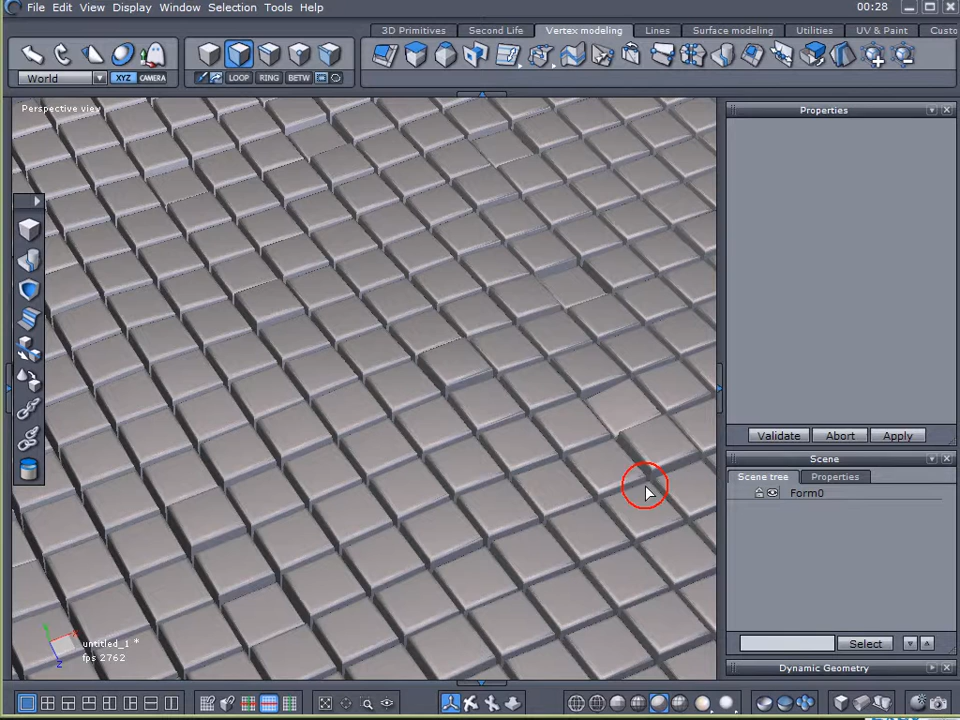 File Edit View Window Display Selection Tools Help 00:28
3D Primitives Second Life Vertex modeling Lines Surface modeling Utilities UV & Paint Custo
World XYZ CAMERA LOOP RING BETW
Perspective view
Properties
Validate Abort Apply
Scene
Scene tree Properties
Form0
Select
Dynamic Geometry
Y
X
Z
untitled_1 *
fps 2762